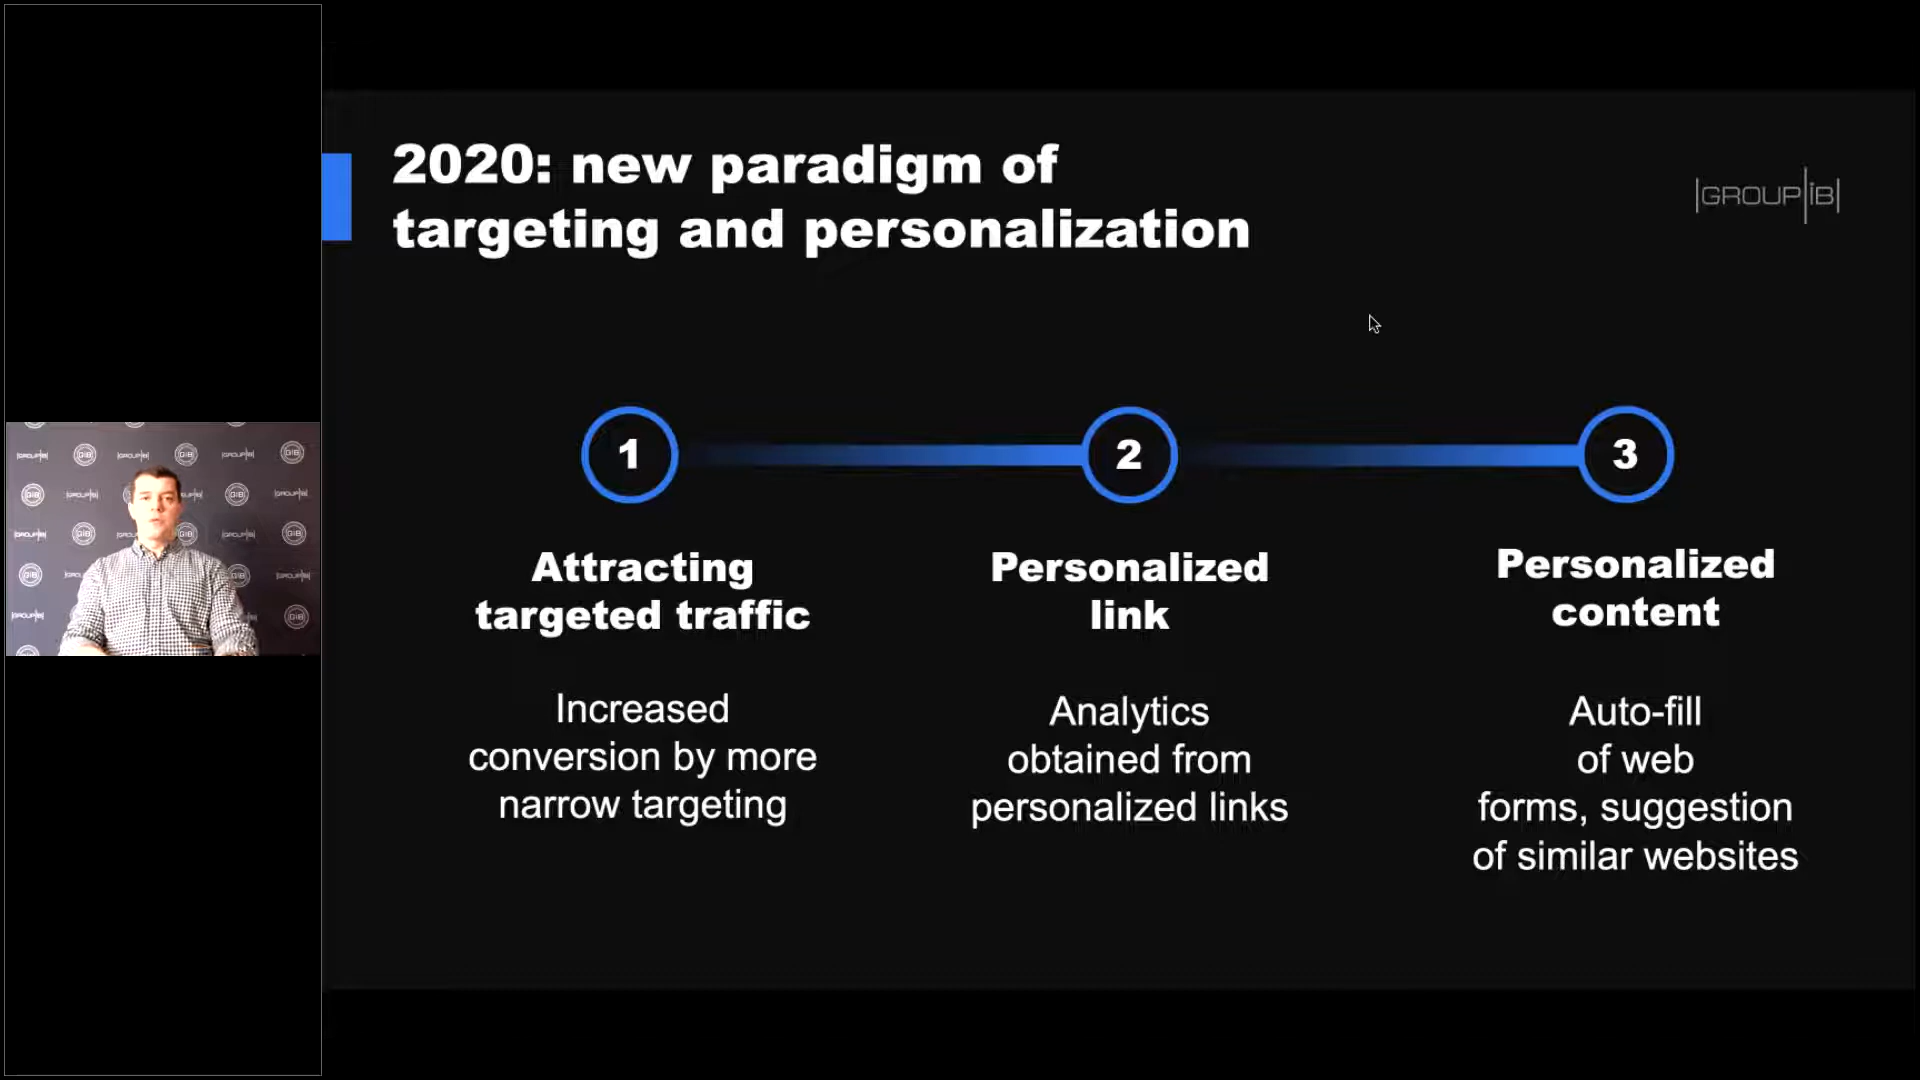 2020: new paradigm of
targeting and personalization
|GROUP|iB|
1
2
3
Attracting
targeted traffic
Personalized
link
Personalized
content
Increased
conversion by more
narrow targeting
Analytics
obtained from
personalized links
Auto-fill
of web
forms, suggestion
of similar websites